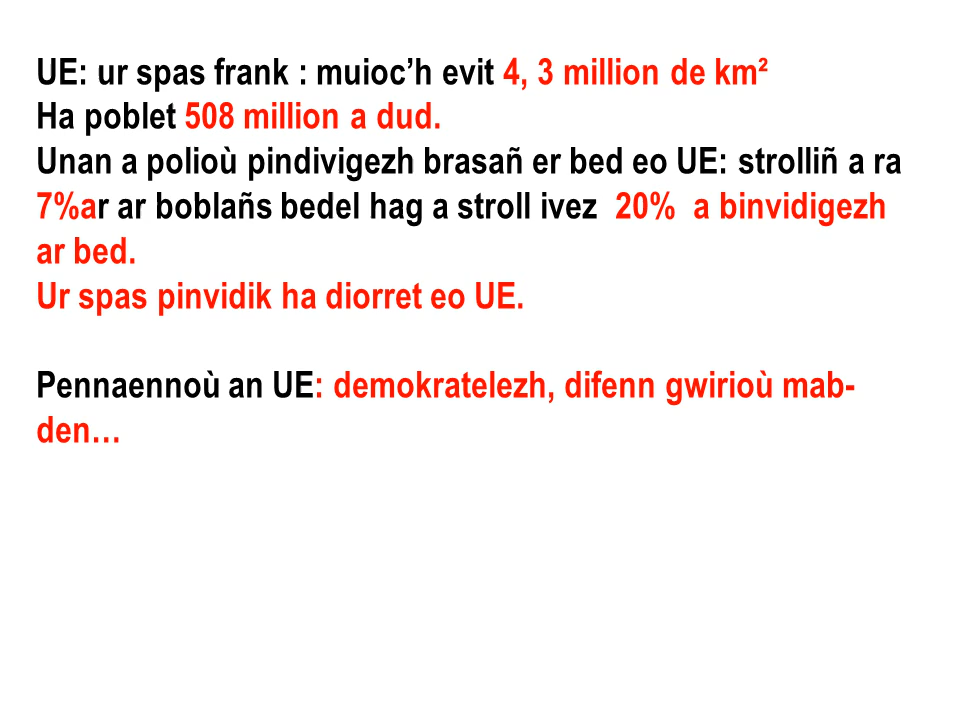 UE: ur spas frank : muioc’h evit 4, 3 million de km²
Ha poblet 508 million a dud.
Unan a polioù pindivigezh brasañ er bed eo UE: strolliñ a ra
7%ar ar boblañs bedel hag a stroll ivez 20% a binvidigezh
ar bed.
Ur spas pinvidik ha diorret eo UE.
Pennaennoù an UE: demokratelezh, difenn gwirioù mab-
den…